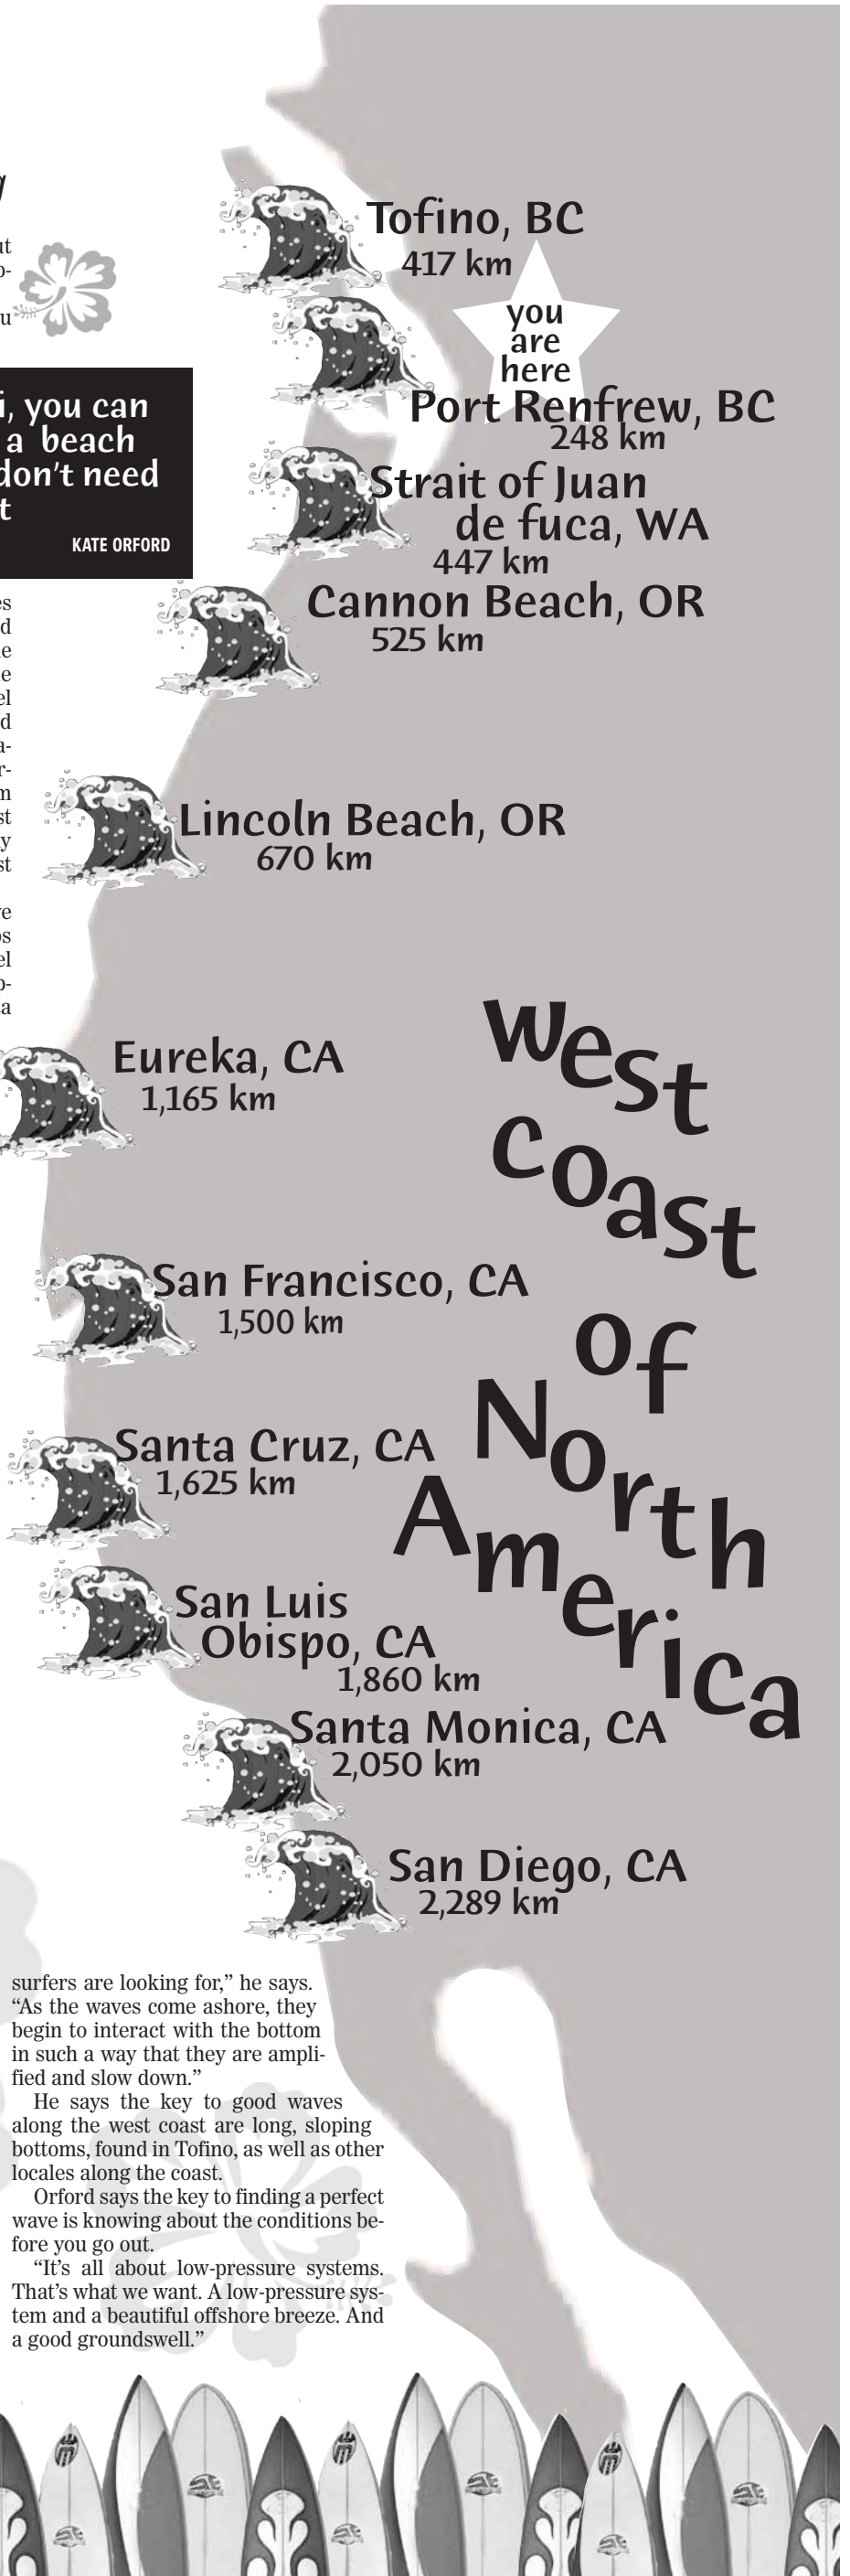 ut
o-
u
i, you can
a beach
don't need
t
KATE ORFORD
es
d
e
e
el
d
a-
r-
m
st
y
st
el
p-
a
Tofino, BC
417 km
you
are
here
Port Renfrew, BC
248 km
Strait of Juan
de fuca, WA
447 km
Cannon Beach, OR
525 km
Lincoln Beach, OR
670 km
Eureka, CA
1,165 km
San Francisco, CA
1,500 km
Santa Cruz, CA
1,625 km
San Luis
Obispo, CA
1,860 km
Santa Monica, CA
2,050 km
San Diego, CA
2,289 km
west
coast
of
North
America
surfers are looking for,” he says.
“As the waves come ashore, they
begin to interact with the bottom
in such a way that they are ampli-
fied and slow down.”
He says the key to good waves
along the west coast are long, sloping
bottoms, found in Tofino, as well as other
locales along the coast.
Orford says the key to finding a perfect
wave is knowing about the conditions be-
fore you go out.
“It’s all about low-pressure systems.
That’s what we want. A low-pressure sys-
tem and a beautiful offshore breeze. And
a good groundswell.”